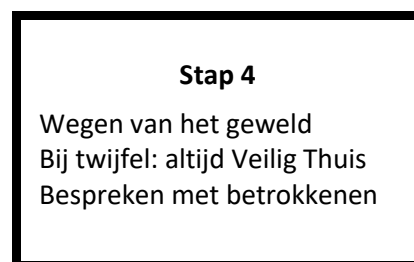 Stap 4
Wegen van het geweld
Bij twijfel: altijd Veilig Thuis
Bespreken met betrokkenen